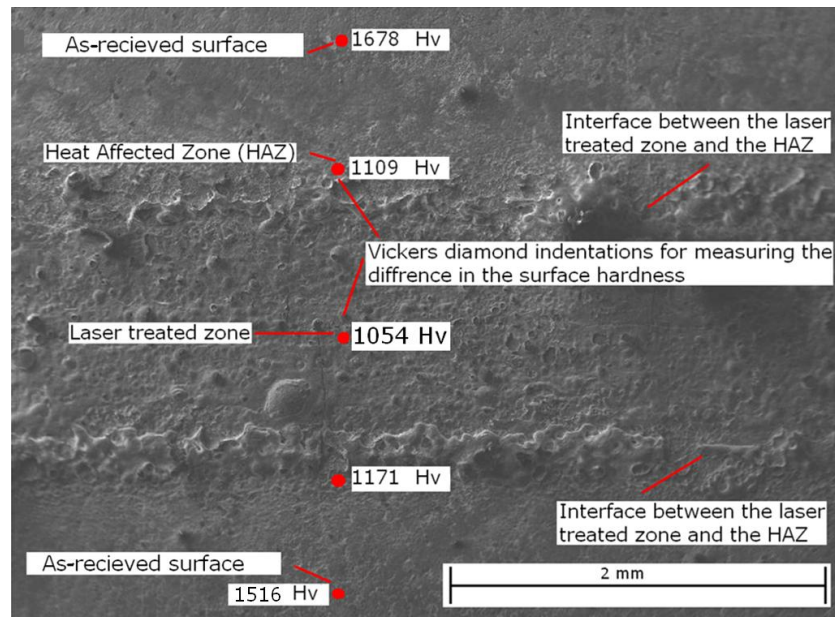 As-recieved surface
1678 Hv
Interface between the laser
treated zone and the HAZ
Heat Affected Zone (HAZ)
1109 Hv
Vickers diamond indentations for measuring the
diffrence in the surface hardness
Laser treated zone
1054 Hv
1171 Hv
Interface between the laser
treated zone and the HAZ
As-recieved surface
1516 Hv
2 mm